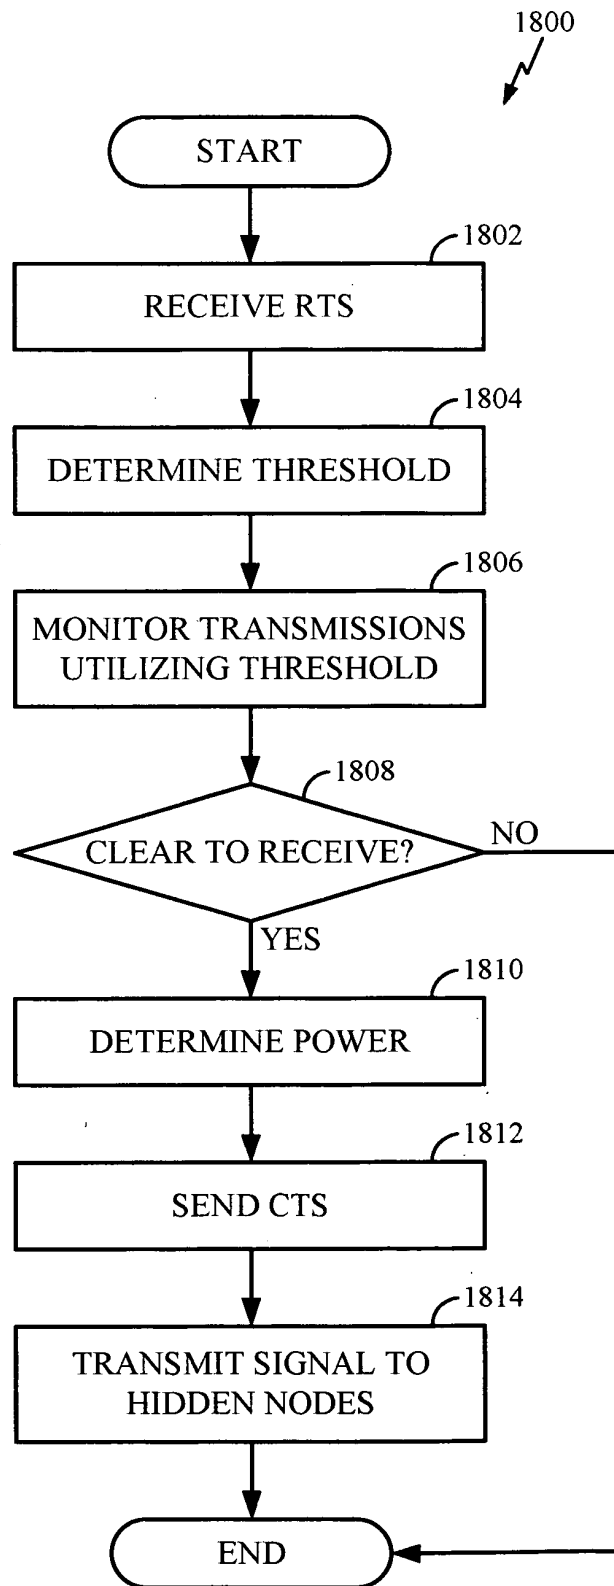 1800
START
1802
RECEIVE RTS
1804
DETERMINE THRESHOLD
1806
MONITOR TRANSMISSIONS
UTILIZING THRESHOLD
1808
CLEAR TO RECEIVE?
NO
YES
1810
DETERMINE POWER
1812
SEND CTS
1814
TRANSMIT SIGNAL TO
HIDDEN NODES
END